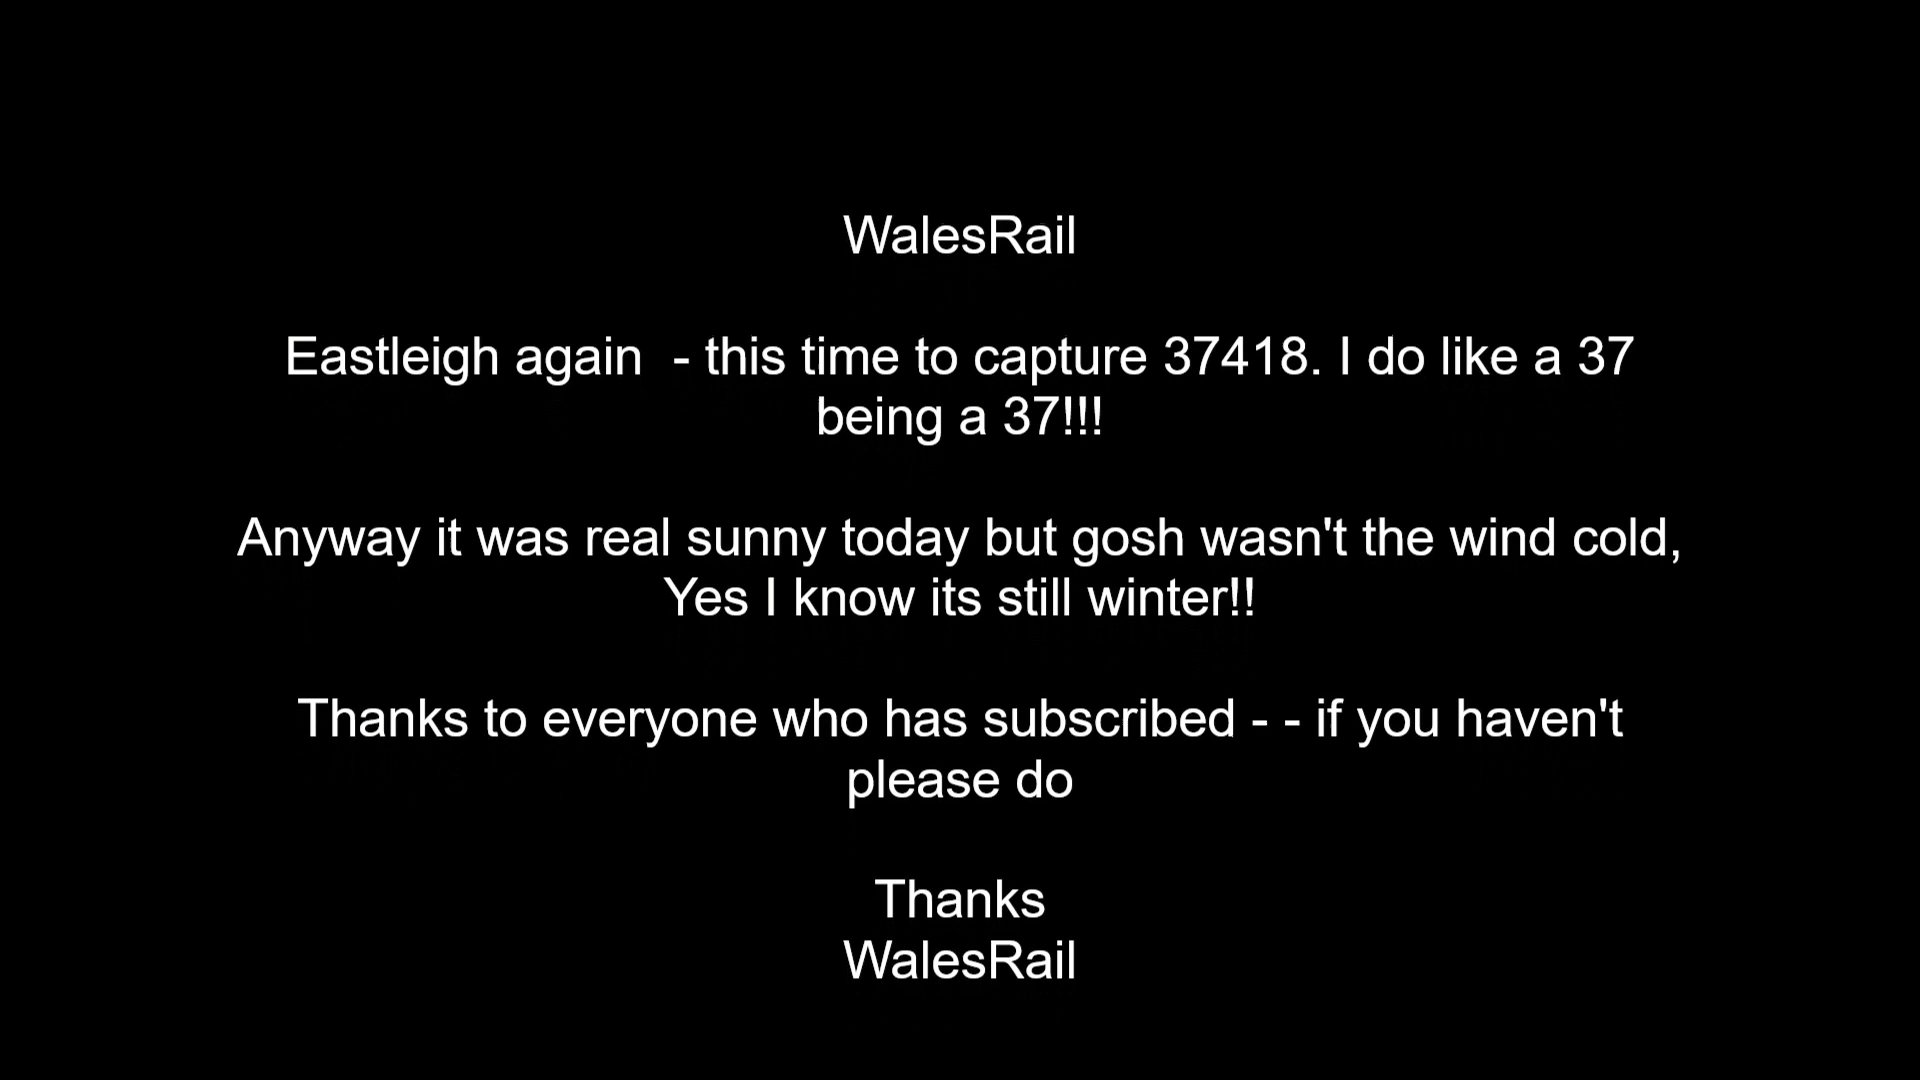 WalesRail
Eastleigh again  - this time to capture 37418. I do like a 37
being a 37!!!
Anyway it was real sunny today but gosh wasn't the wind cold,
Yes I know its still winter!!
Thanks to everyone who has subscribed - - if you haven't
please do
Thanks
WalesRail